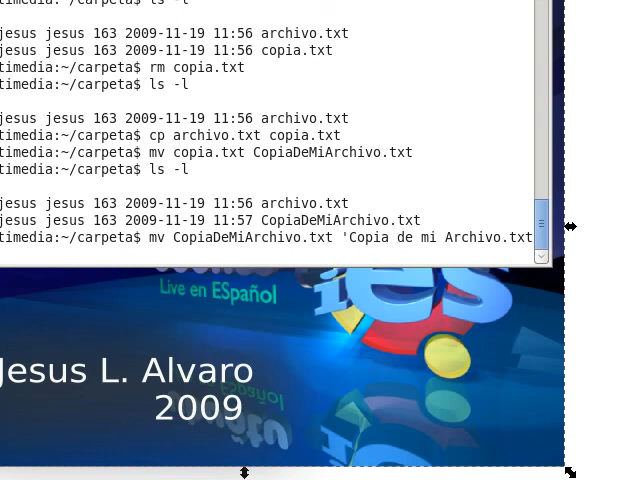 timedia:~/carpeta$ ls -l
jesus jesus 163 2009-11-19 11:56 archivo.txt
jesus jesus 163 2009-11-19 11:56 copia.txt
timedia:~/carpeta$ rm copia.txt
timedia:~/carpeta$ ls -l
jesus jesus 163 2009-11-19 11:56 archivo.txt
timedia:~/carpeta$ cp archivo.txt copia.txt
timedia:~/carpeta$ mv copia.txt CopiaDeMiArchivo.txt
timedia:~/carpeta$ ls -l
jesus jesus 163 2009-11-19 11:56 archivo.txt
jesus jesus 163 2009-11-19 11:57 CopiaDeMiArchivo.txt
timedia:~/carpeta$ mv CopiaDeMiArchivo.txt 'Copia de mi Archivo.txt
es
Live en ESpañol
Jesus L. Alvaro
2009